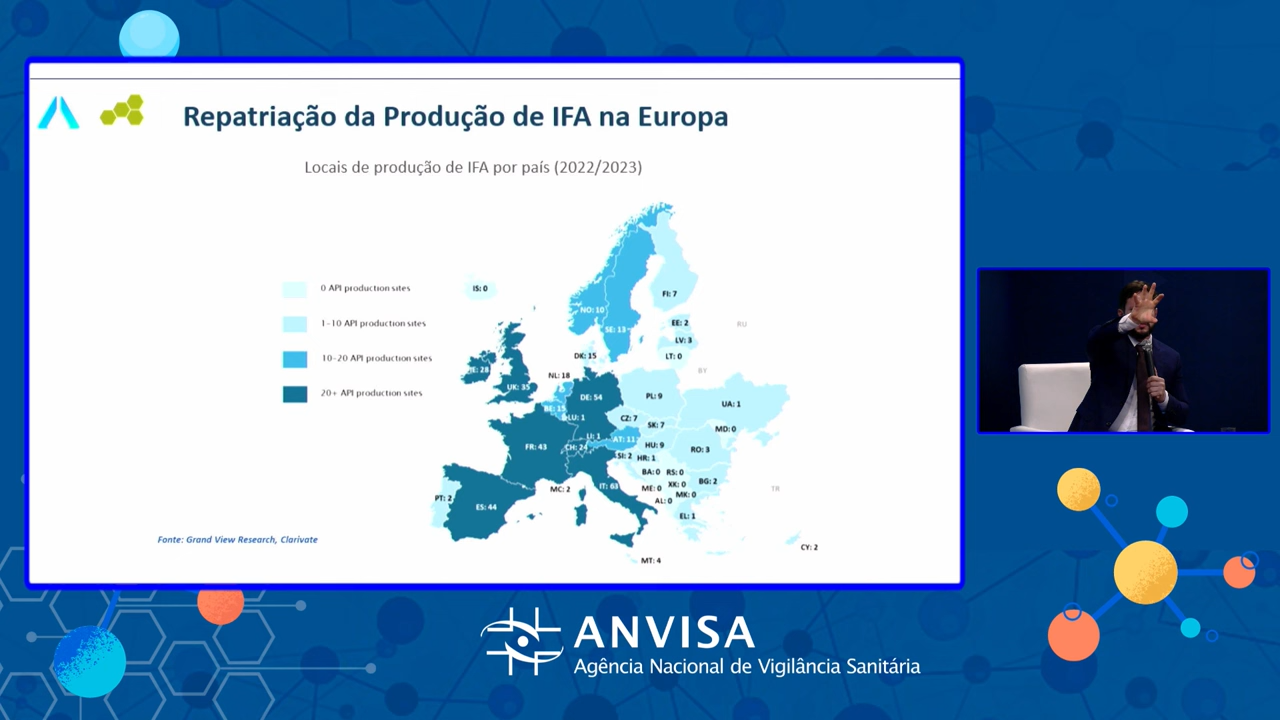 Repatriação da Produção de IFA na Europa
Locais de produção de IFA por país (2022/2023)
0 API production sites
1-10 API production sites
10-20 API production sites
20+ API production sites
IS: 0
FI: 7
NO: 10
SE: 13
EE: 2
RU
LV: 3
DK: 15
LT: 0
IE: 28
NL: 18
BY
UK: 35
DE: 54
PL: 9
UA: 1
BE: 15
LU: 1
CZ: 7
SK: 7
MD: 0
LI: 1
AT: 11
FR: 43
CH: 24
HU: 9
RO: 3
SI: 2
HR: 1
BA: 0
RS: 0
IT: 63
MC: 2
ME: 0
XK: 0
BG: 2
TR
PT: 2
AL: 0
MK: 0
ES: 44
EL: 1
CY: 2
MT: 4
Fonte: Grand View Research, Clarivate
ANVISA
Agência Nacional de Vigilância Sanitária